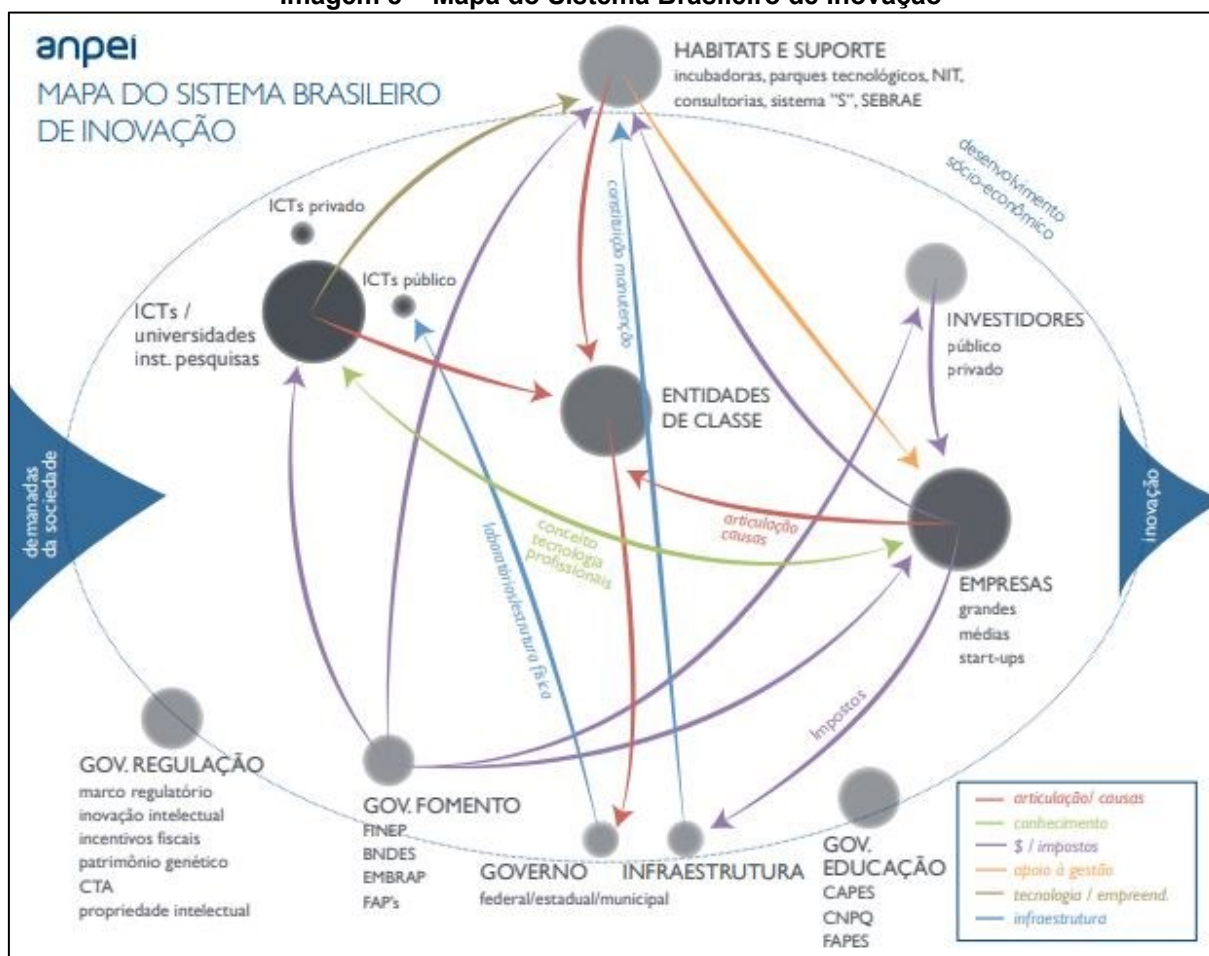 Imagem 3 – Mapa do Sistema Brasileiro de Inovação
anpei
MAPA DO SISTEMA BRASILEIRO
DE INOVAÇÃO
HABITATS E SUPORTE
incubadoras, parques tecnológicos, NIT,
consultorias, sistema "S", SEBRAE
desenvolvimento
sócio-econômico
ICTs privado
ICTs público
ICTs /
universidades
inst. pesquisas
constituição manutenção
INVESTIDORES
público
privado
ENTIDADES
DE CLASSE
demanadas
da sociedade
inovação
articulação
causas
conceito
tecnologia
profissionais
laboratórios/estrutura física
EMPRESAS
grandes
médias
start-ups
Impostos
GOV. REGULAÇÃO
marco regulatório
inovação intelectual
incentivos fiscais
patrimônio genético
CTA
propriedade intelectual
GOV. FOMENTO
FINEP
BNDES
EMBRAP
FAP's
GOVERNO
federal/estadual/municipal
INFRAESTRUTURA
GOV.
EDUCAÇÃO
CAPES
CNPQ
FAPES
articulação/ causas
conhecimento
$ / impostos
apoio à gestão
tecnologia / empreend.
infraestrutura